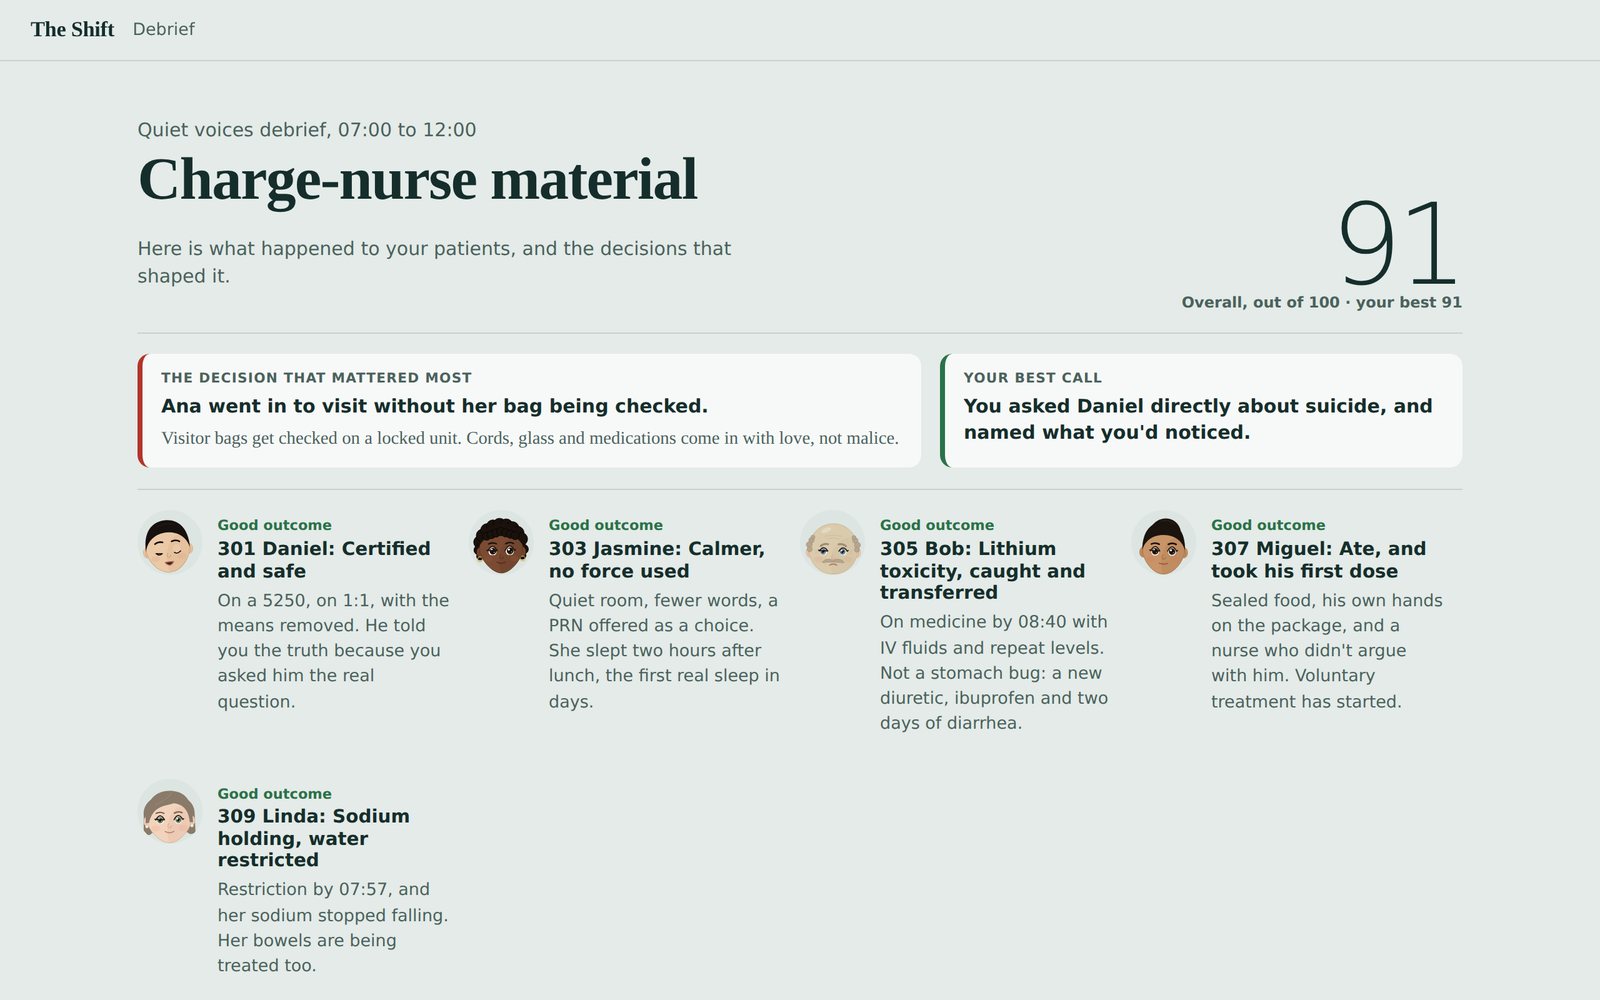 The Shift Debrief
Quiet voices debrief, 07:00 to 12:00
Charge-nurse material
Here is what happened to your patients, and the decisions that
shaped it.
91
Overall, out of 100 · your best 91
THE DECISION THAT MATTERED MOST
Ana went in to visit without her bag being checked.
Visitor bags get checked on a locked unit. Cords, glass and medications come in with love, not malice.
YOUR BEST CALL
You asked Daniel directly about suicide, and
named what you'd noticed.
Good outcome
301 Daniel: Certified
and safe
On a 5250, on 1:1, with the
means removed. He told
you the truth because you
asked him the real
question.
Good outcome
303 Jasmine: Calmer,
no force used
Quiet room, fewer words, a
PRN offered as a choice.
She slept two hours after
lunch, the first real sleep in
days.
Good outcome
305 Bob: Lithium
toxicity, caught and
transferred
On medicine by 08:40 with
IV fluids and repeat levels.
Not a stomach bug: a new
diuretic, ibuprofen and two
days of diarrhea.
Good outcome
307 Miguel: Ate, and
took his first dose
Sealed food, his own hands
on the package, and a
nurse who didn't argue
with him. Voluntary
treatment has started.
Good outcome
309 Linda: Sodium
holding, water
restricted
Restriction by 07:57, and
her sodium stopped falling.
Her bowels are being
treated too.